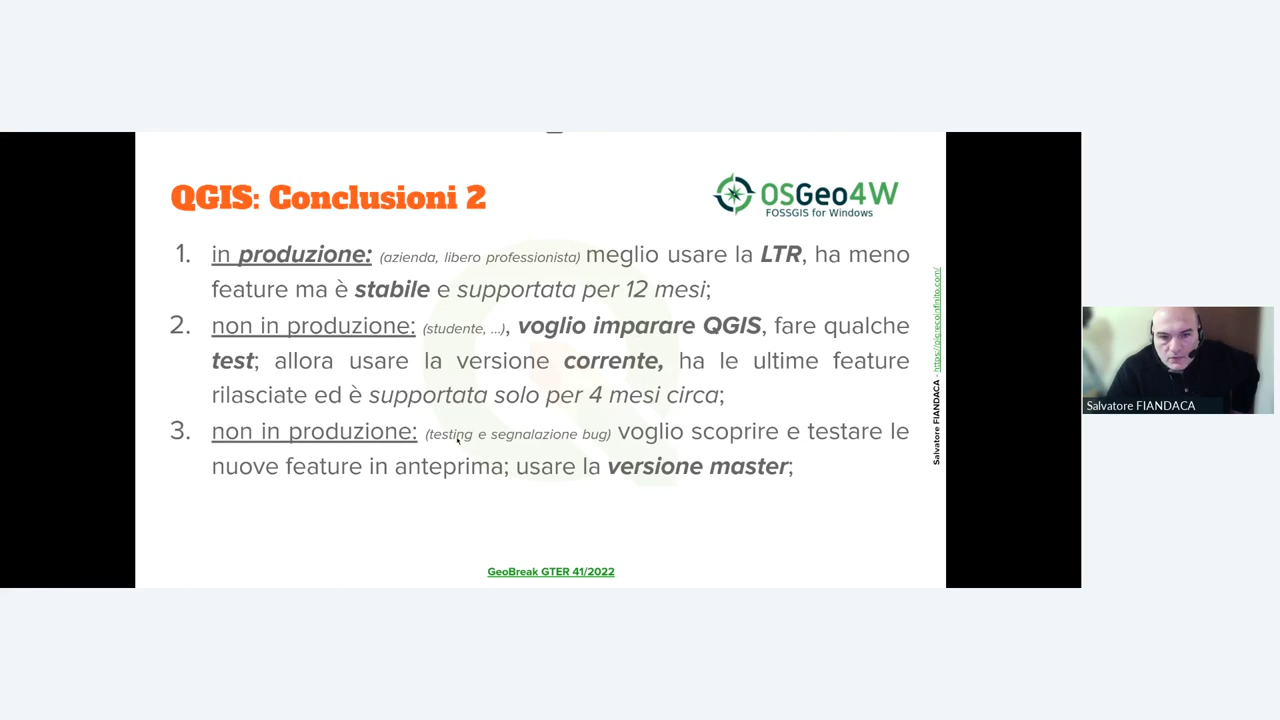 QGIS: Conclusioni 2
OSGeo4W
FOSSGIS for Windows
1. in produzione: (azienda, libero professionista) meglio usare la LTR, ha meno
feature ma è stabile e supportata per 12 mesi;
2. non in produzione: (studente, ...), voglio imparare QGIS, fare qualche
test; allora usare la versione corrente, ha le ultime feature
rilasciate ed è supportata solo per 4 mesi circa;
3. non in produzione: (testing e segnalazione bug) voglio scoprire e testare le
nuove feature in anteprima; usare la versione master;
GeoBreak GTER 41/2022
Salvatore FIANDACA - https://pigrecoinfinito.com/
Salvatore FIANDACA